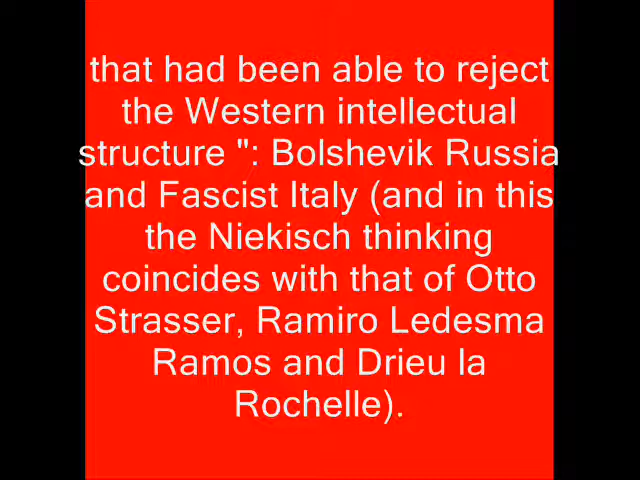 that had been able to reject
the Western intellectual
structure ": Bolshevik Russia
and Fascist Italy (and in this
the Niekisch thinking
coincides with that of Otto
Strasser, Ramiro Ledesma
Ramos and Drieu la
Rochelle).